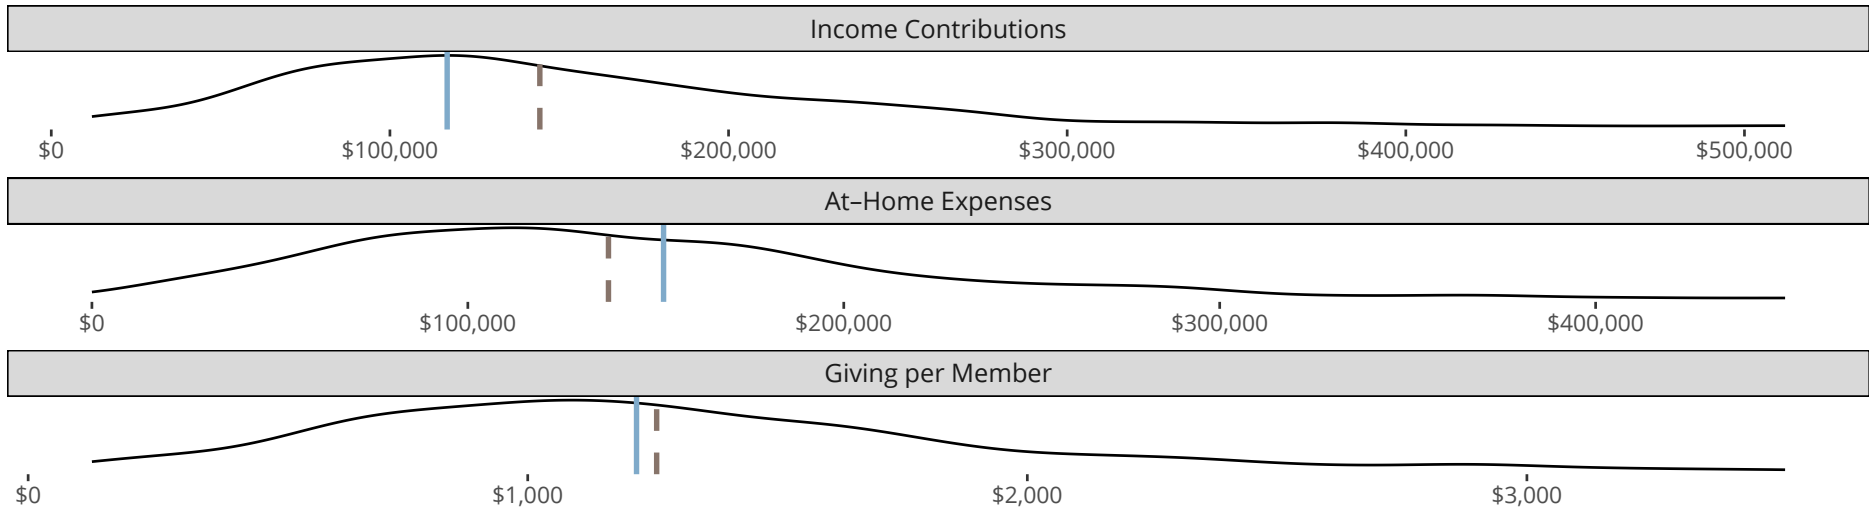 Income Contributions
$0 $100,000 $200,000 $300,000 $400,000 $500,000
At–Home Expenses
$0 $100,000 $200,000 $300,000 $400,000
Giving per Member
$0 $1,000 $2,000 $3,000